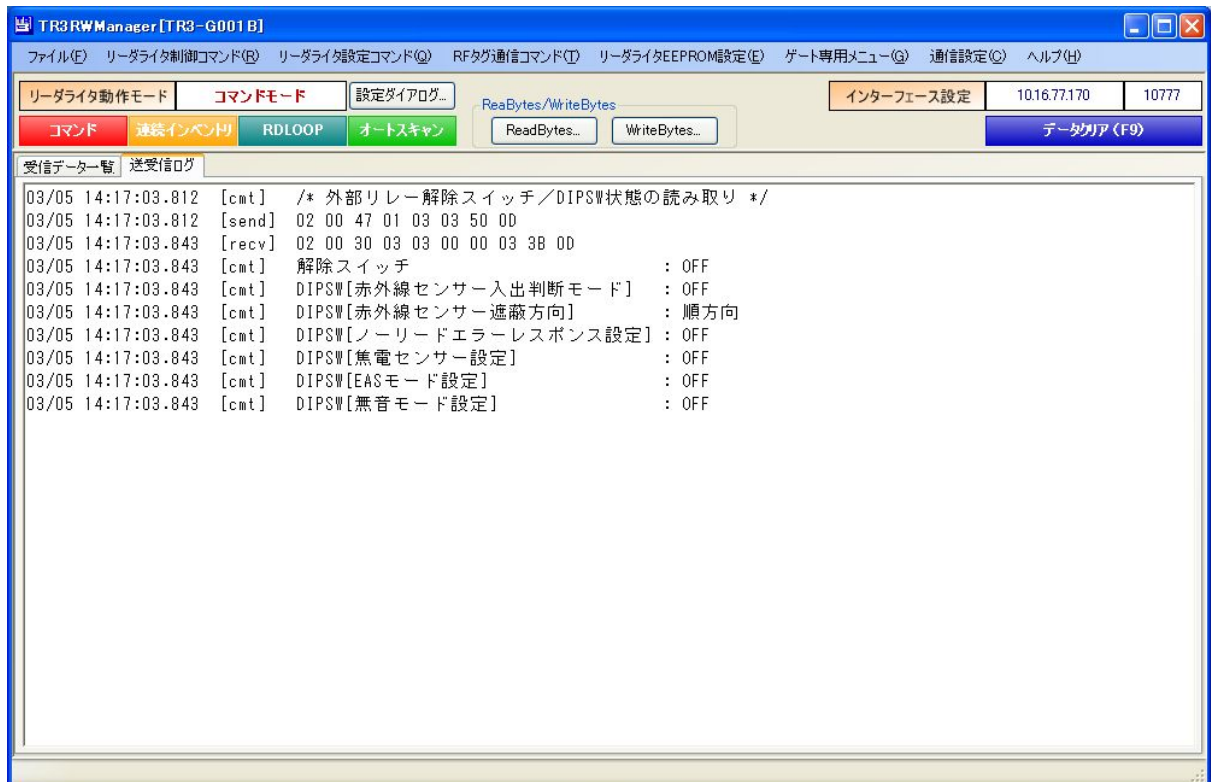 TR3RWManager[TR3-G001B]
ファイル(F) リーダライタ制御コマンド(R) リーダライタ設定コマンド(Q) RFタグ通信コマンド(T) リーダライタEEPROM設定(E) ゲート専用メニュー(G) 通信設定(C) ヘルプ(H)
リーダライタ動作モード コマンドモード 設定ダイアログ... ReaBytes/WriteBytes インターフェース設定 10.16.77.170 10777
コマンド 連続インベントリ RDLOOP オートスキャン ReadBytes... WriteBytes... データクリア(F9)
受信データ一覧 送受信ログ
03/05 14:17:03.812 [cmt] /* 外部リレー解除スイッチ/DIPSW状態の読み取り */
03/05 14:17:03.812 [send] 02 00 47 01 03 03 50 0D
03/05 14:17:03.843 [recv] 02 00 30 03 03 00 00 03 3B 0D
03/05 14:17:03.843 [cmt] 解除スイッチ : OFF
03/05 14:17:03.843 [cmt] DIPSW[赤外線センサー入出判断モード] : OFF
03/05 14:17:03.843 [cmt] DIPSW[赤外線センサー遮蔽方向] : 順方向
03/05 14:17:03.843 [cmt] DIPSW[ノーリードエラーレスポンス設定] : OFF
03/05 14:17:03.843 [cmt] DIPSW[焦電センサー設定] : OFF
03/05 14:17:03.843 [cmt] DIPSW[EASモード設定] : OFF
03/05 14:17:03.843 [cmt] DIPSW[無音モード設定] : OFF